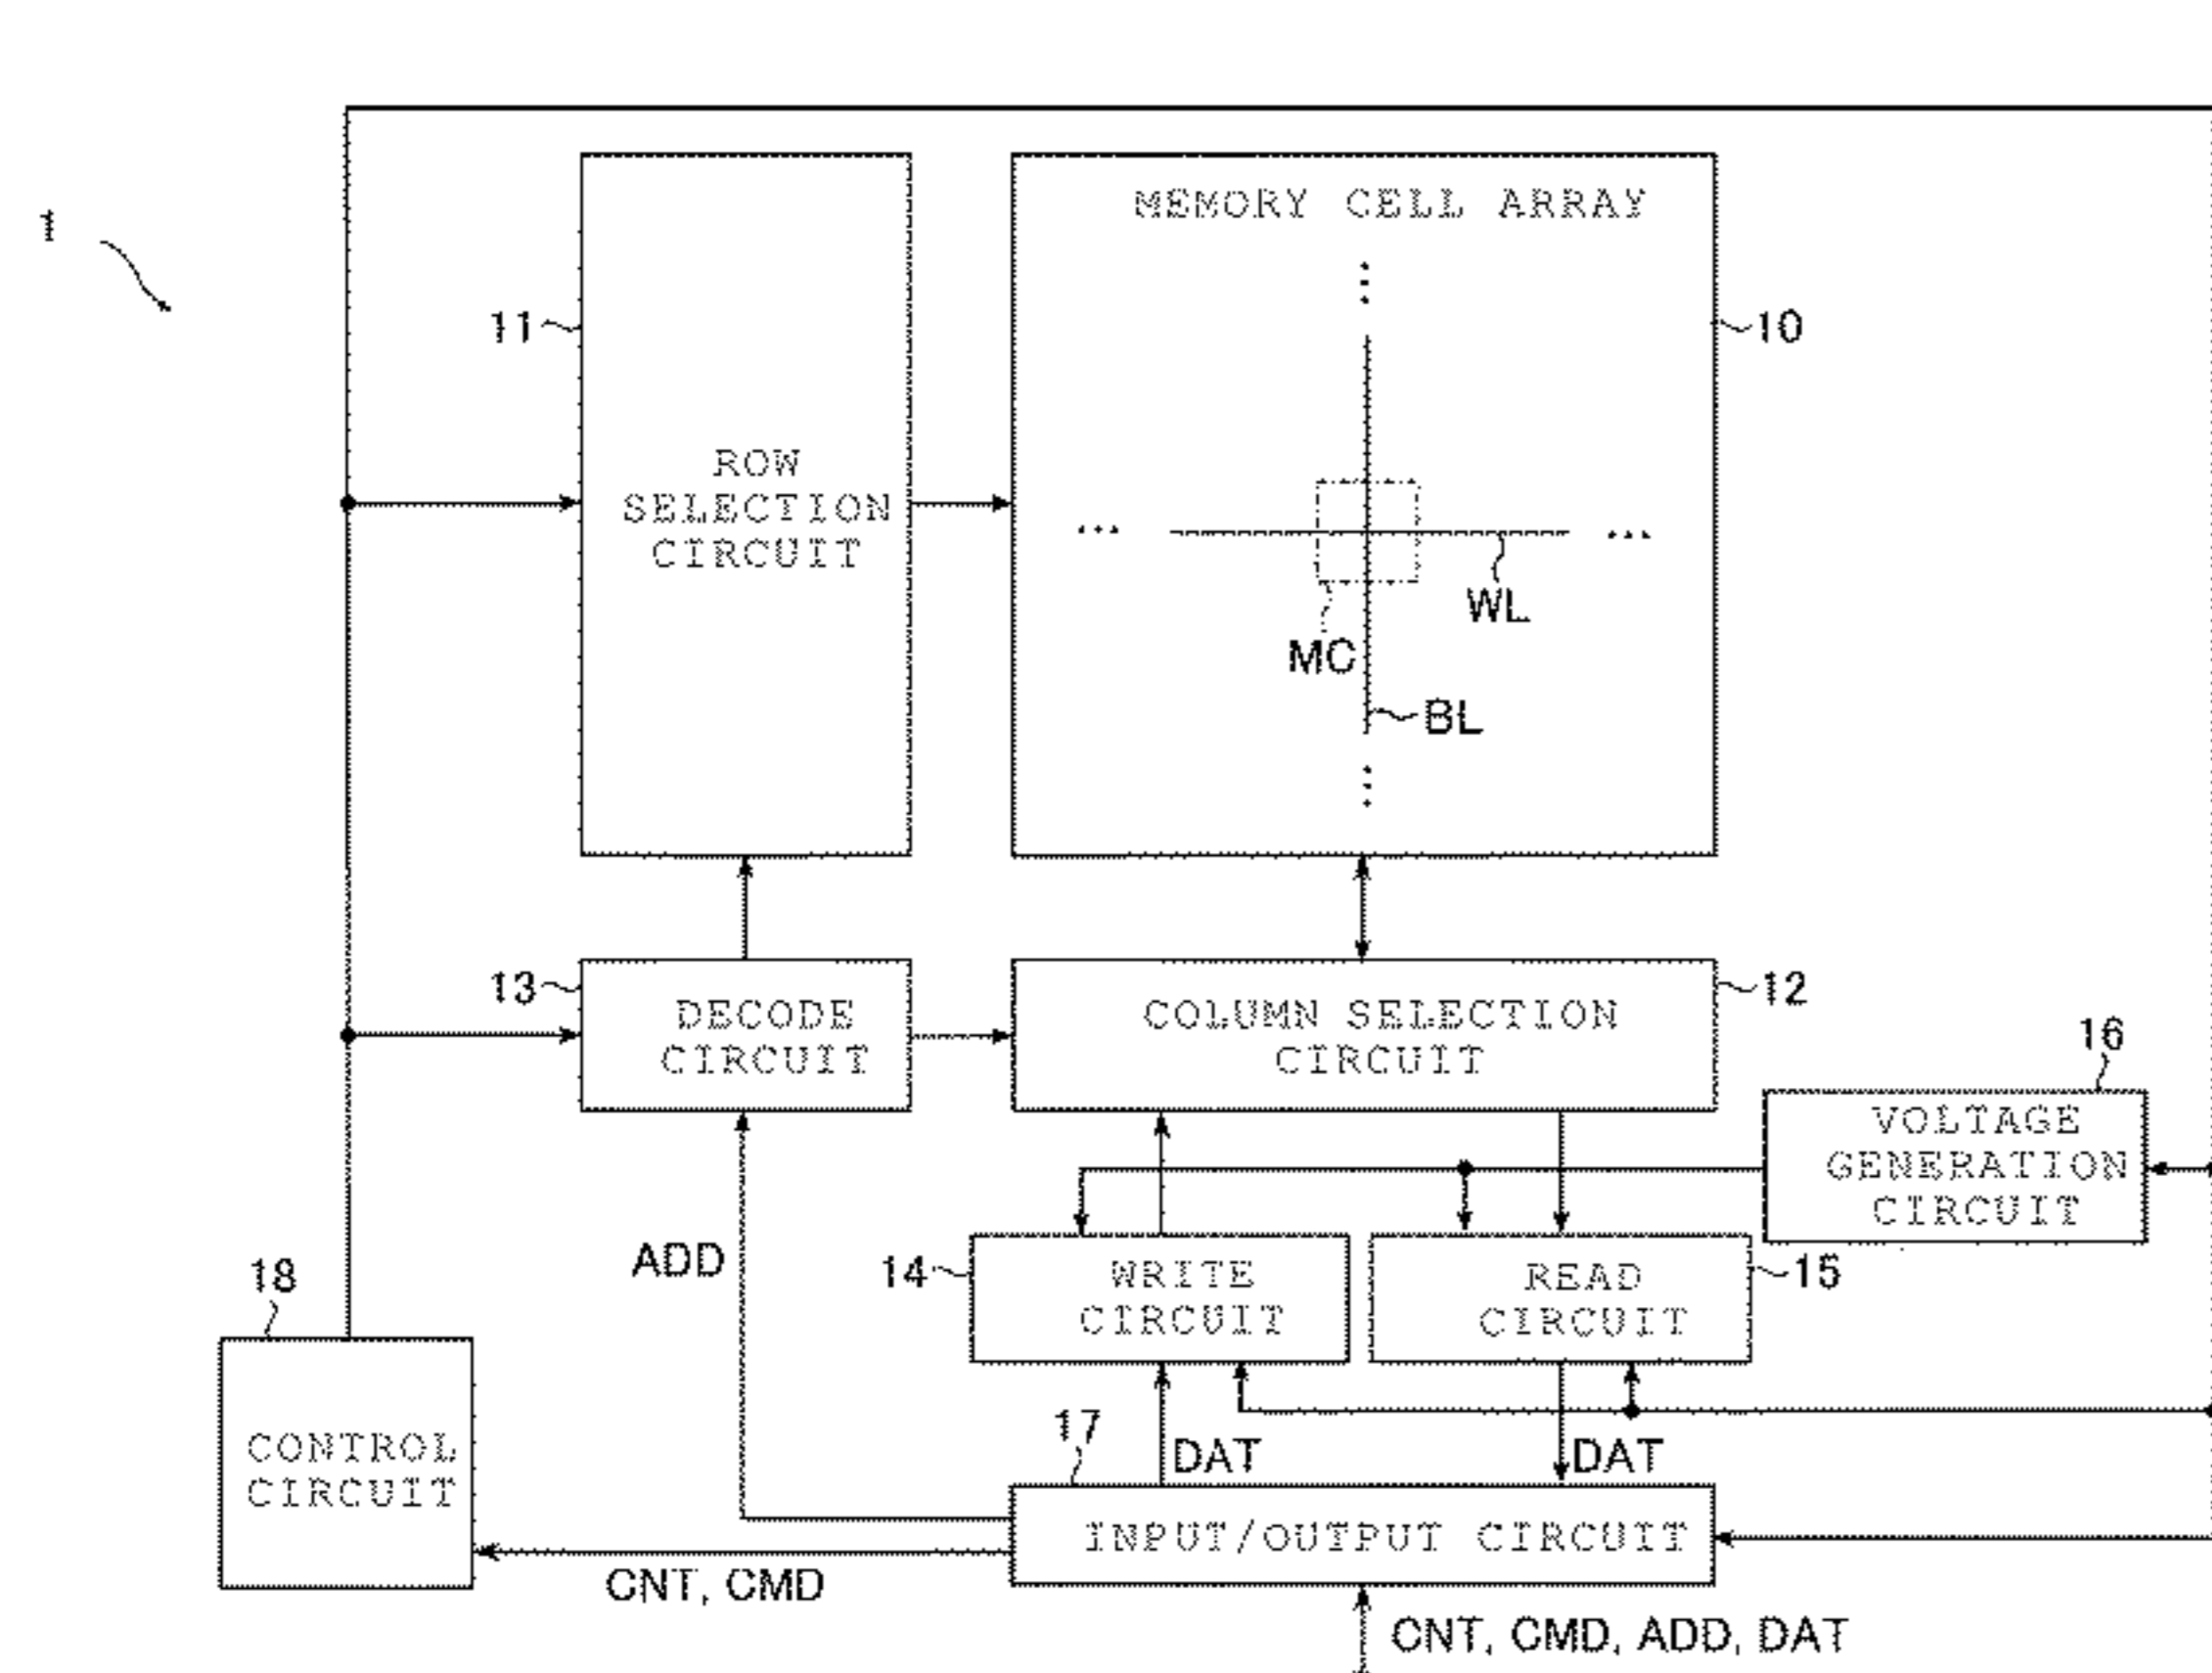 1
MEMORY CELL ARRAY
11
10
ROW
SELECTION
CIRCUIT
WL
MC
BL
13
DECODE
CIRCUIT
COLUMN SELECTION
CIRCUIT
12
16
VOLTAGE
GENERATION
CIRCUIT
ADD
18
14
WRITE
CIRCUIT
READ
CIRCUIT
15
CONTROL
CIRCUIT
17
DAT
DAT
INPUT/OUTPUT CIRCUIT
CNT, CMD
CNT, CMD, ADD, DAT